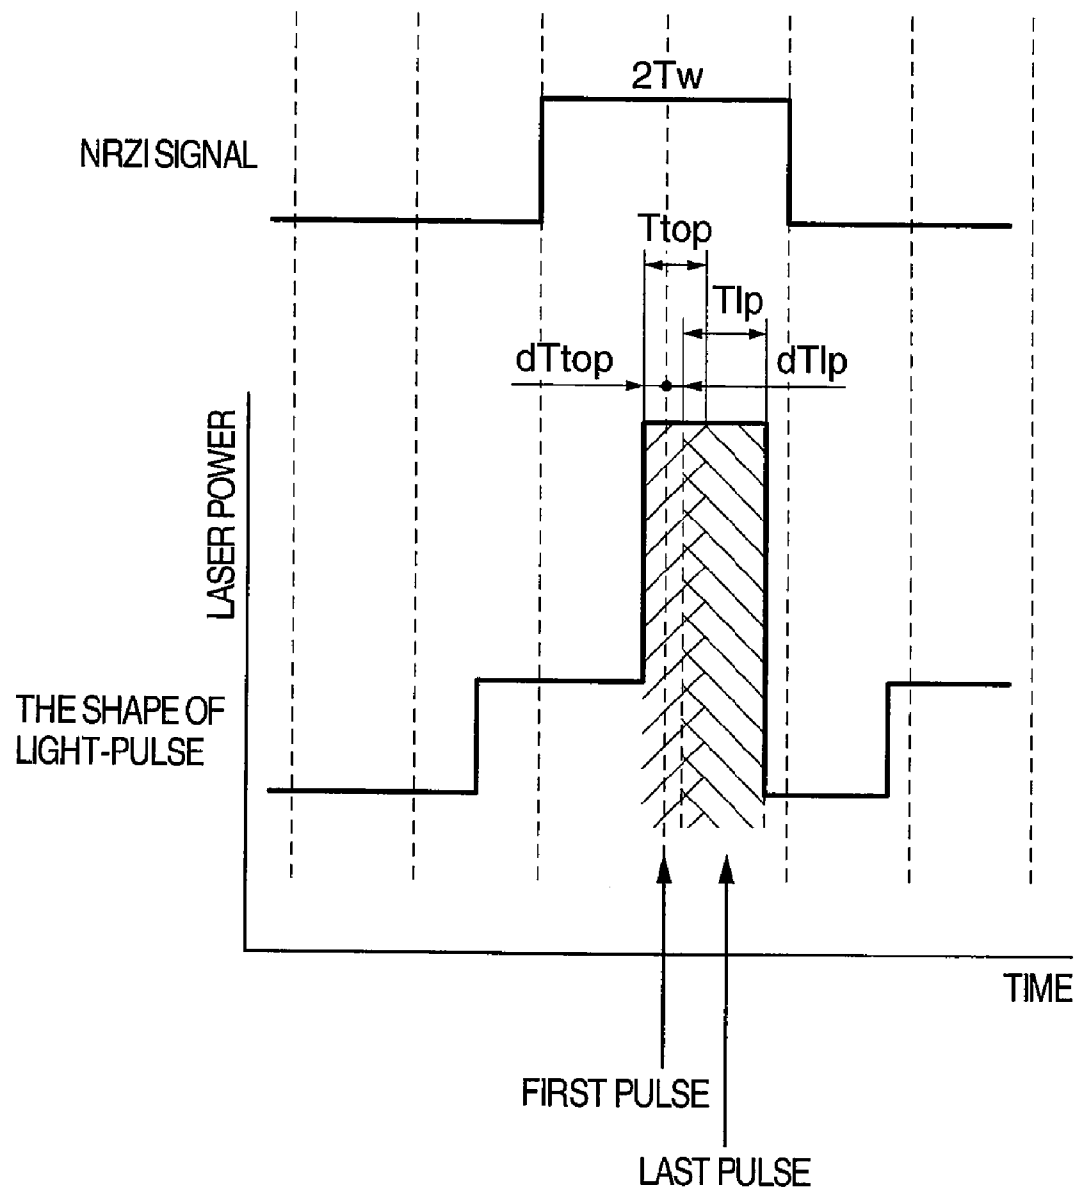 2Tw
NRZI SIGNAL
Ttop
Tlp
dTtop
dTlp
LASER POWER
THE SHAPE OF
LIGHT-PULSE
TIME
FIRST PULSE
LAST PULSE